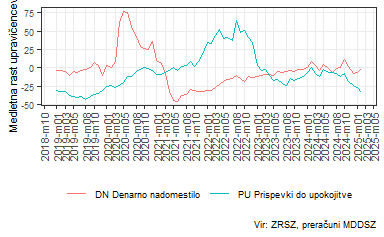 Medletna rast upravičencev
75
50
25
0
-25
-50
2018-m10
2019-m01
2019-m03
2019-m05
2019-m08
2019-m10
2020-m01
2020-m03
2020-m05
2020-m08
2020-m10
2021-m01
2021-m03
2021-m05
2021-m08
2021-m10
2022-m01
2022-m03
2022-m05
2022-m08
2022-m10
2023-m01
2023-m03
2023-m05
2023-m08
2023-m10
2024-m01
2024-m03
2024-m05
2024-m08
2024-m10
2025-m01
2025-m03
2025-m05
DN Denarno nadomestilo
PU Prispevki do upokojitve
Vir: ZRSZ, preračuni MDDSZ